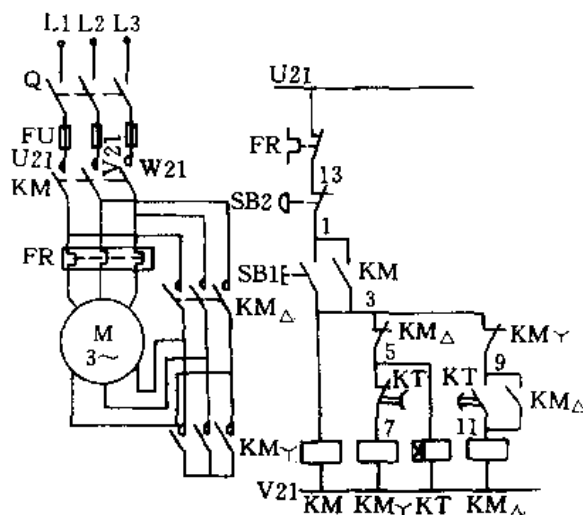 L1 L2 L3
Q
FU
U21 V21 W21
KM
FR
M
3～
KM△
KMY
U21
FR
13
SB2
1
SB1 KM
3
KM△ KMY
5 9
KT KT KM△
7 11
V21
KM KMY KT KM△